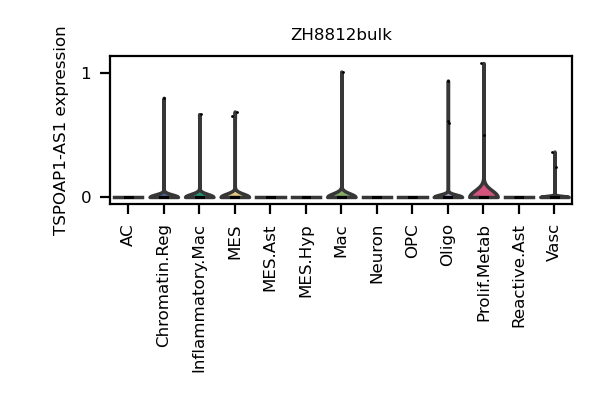 ZH8812bulk
TSPOAP1-AS1 expression
1
0
AC
Chromatin.Reg
Inflammatory.Mac
MES
MES.Ast
MES.Hyp
Mac
Neuron
OPC
Oligo
Prolif.Metab
Reactive.Ast
Vasc